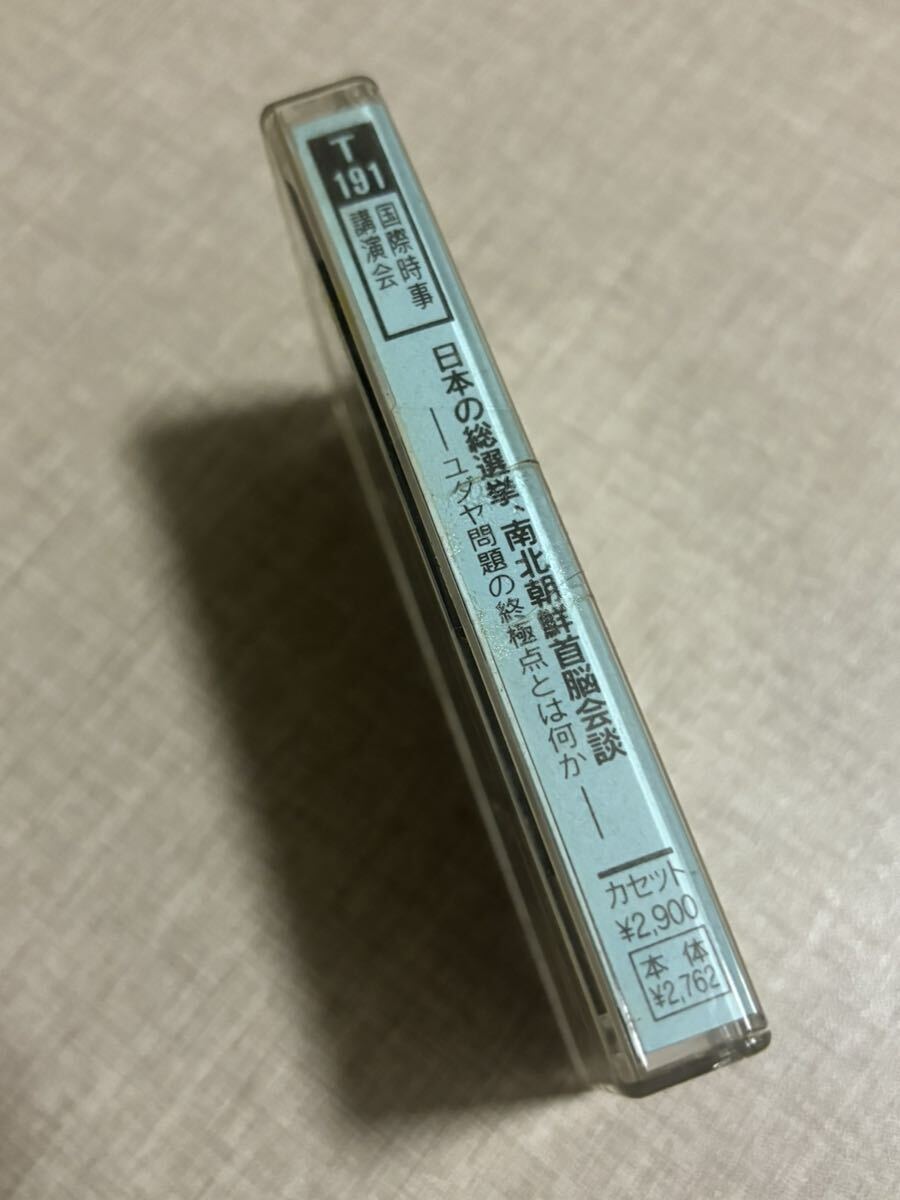 T
191
国際時事
講演会
日本の総選挙、南北朝鮮首脳会談
―ユダヤ問題の終極点とは何か―
カセット
¥2,900
本体
¥2,762